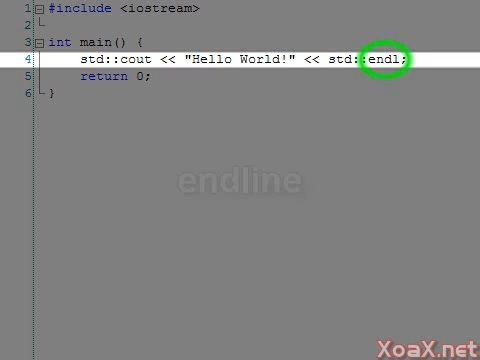 1 #include <iostream>
2
3 int main() {
4 std::cout << "Hello World!" << std::endl;
5 return 0;
6 }
endline
XoaX.net